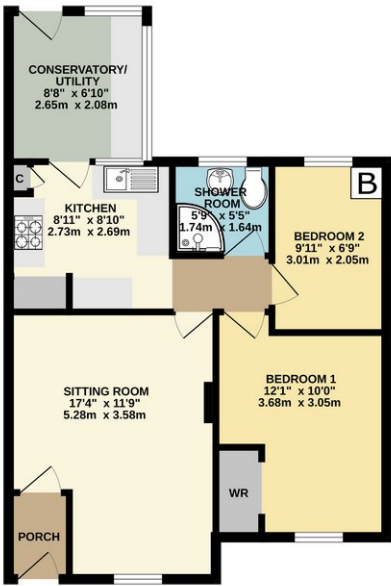 CONSERVATORY/
UTILITY
8'8" x 6'10"
2.65m x 2.08m
C
KITCHEN
8'11" x 8'10"
2.73m x 2.69m
SHOWER
ROOM
5'9" x 5'5"
1.74m x 1.64m
B
BEDROOM 2
9'11" x 6'9"
3.01m x 2.05m
SITTING ROOM
17'4" x 11'9"
5.28m x 3.58m
BEDROOM 1
12'1" x 10'0"
3.68m x 3.05m
WR
PORCH